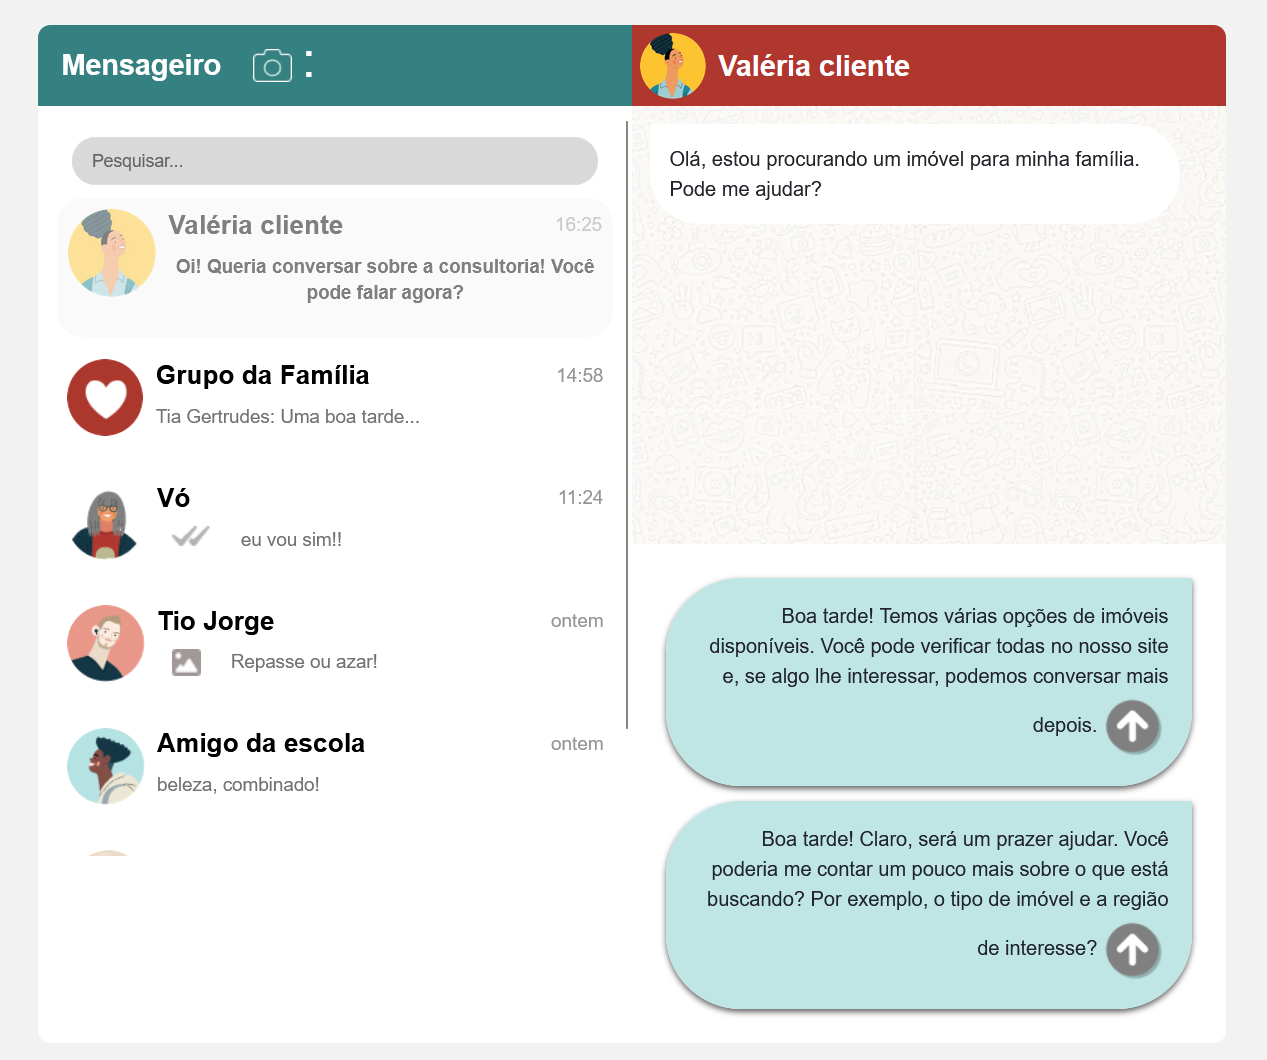 Mensageiro :
Pesquisar...
Valéria cliente 16:25
Oi! Queria conversar sobre a consultoria! Você
pode falar agora?
Grupo da Família 14:58
Tia Gertrudes: Uma boa tarde...
Vó 11:24
eu vou sim!!
Tio Jorge ontem
Repasse ou azar!
Amigo da escola ontem
beleza, combinado!
Valéria cliente
Olá, estou procurando um imóvel para minha família.
Pode me ajudar?
Boa tarde! Temos várias opções de imóveis
disponíveis. Você pode verificar todas no nosso site
e, se algo lhe interessar, podemos conversar mais
depois.
Boa tarde! Claro, será um prazer ajudar. Você
poderia me contar um pouco mais sobre o que está
buscando? Por exemplo, o tipo de imóvel e a região
de interesse?